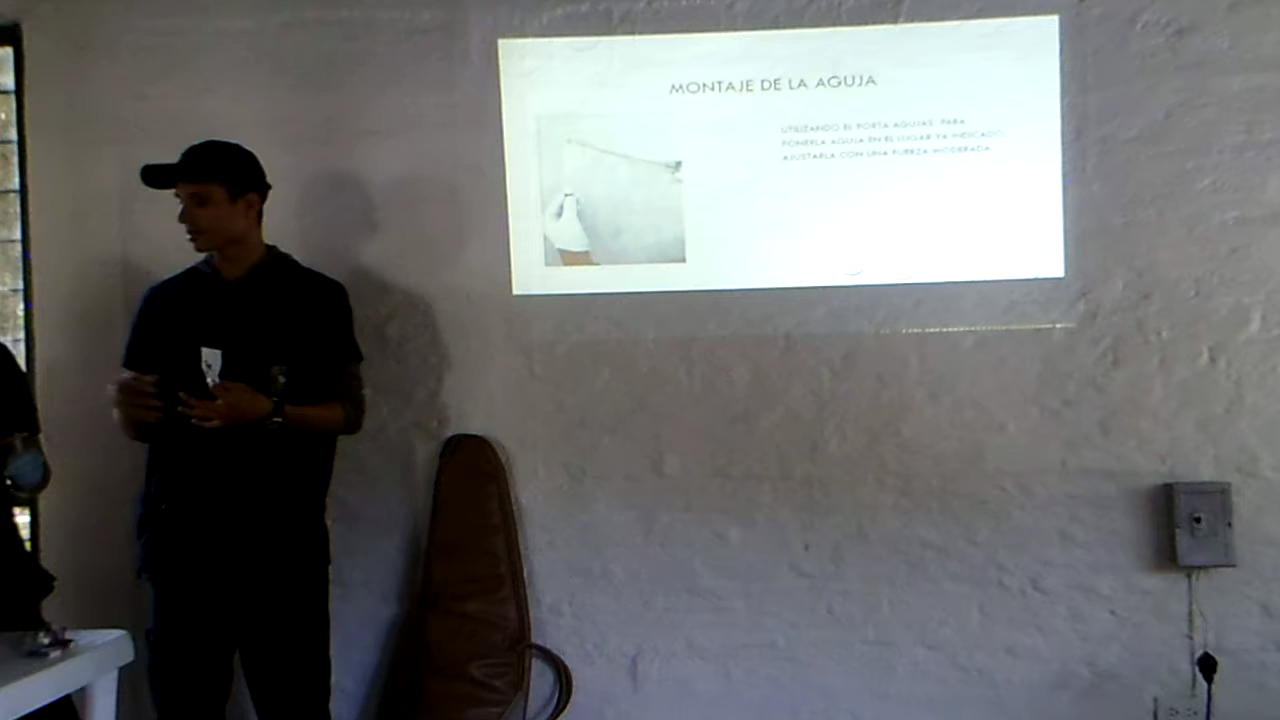 MONTAJE DE LA AGUJA
UTILIZANDO EL PORTA AGUJAS PARA
PONERLA AGUJA EN EL LUGAR YA INDICADO
AJUSTARLA CON UNA FUERZA MODERADA